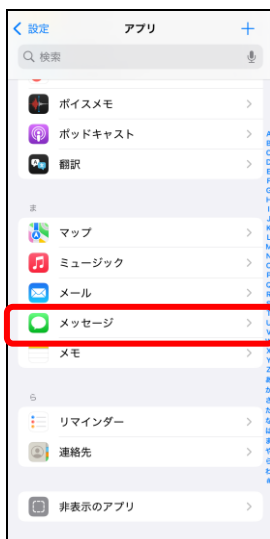 設定
アプリ
検索
ボイスメモ
ポッドキャスト
翻訳
ま
マップ
ミュージック
メール
メッセージ
メモ
ら
リマインダー
連絡先
非表示のアプリ